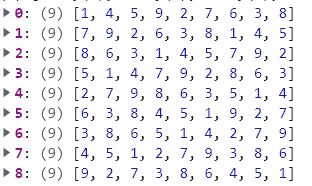 ▶ 0: (9) [1, 4, 5, 9, 2, 7, 6, 3, 8]
▶ 1: (9) [7, 9, 2, 6, 3, 8, 1, 4, 5]
▶ 2: (9) [8, 6, 3, 1, 4, 5, 7, 9, 2]
▶ 3: (9) [5, 1, 4, 7, 9, 2, 8, 6, 3]
▶ 4: (9) [2, 7, 9, 8, 6, 3, 5, 1, 4]
▶ 5: (9) [6, 3, 8, 4, 5, 1, 9, 2, 7]
▶ 6: (9) [3, 8, 6, 5, 1, 4, 2, 7, 9]
▶ 7: (9) [4, 5, 1, 2, 7, 9, 3, 8, 6]
▶ 8: (9) [9, 2, 7, 3, 8, 6, 4, 5, 1]